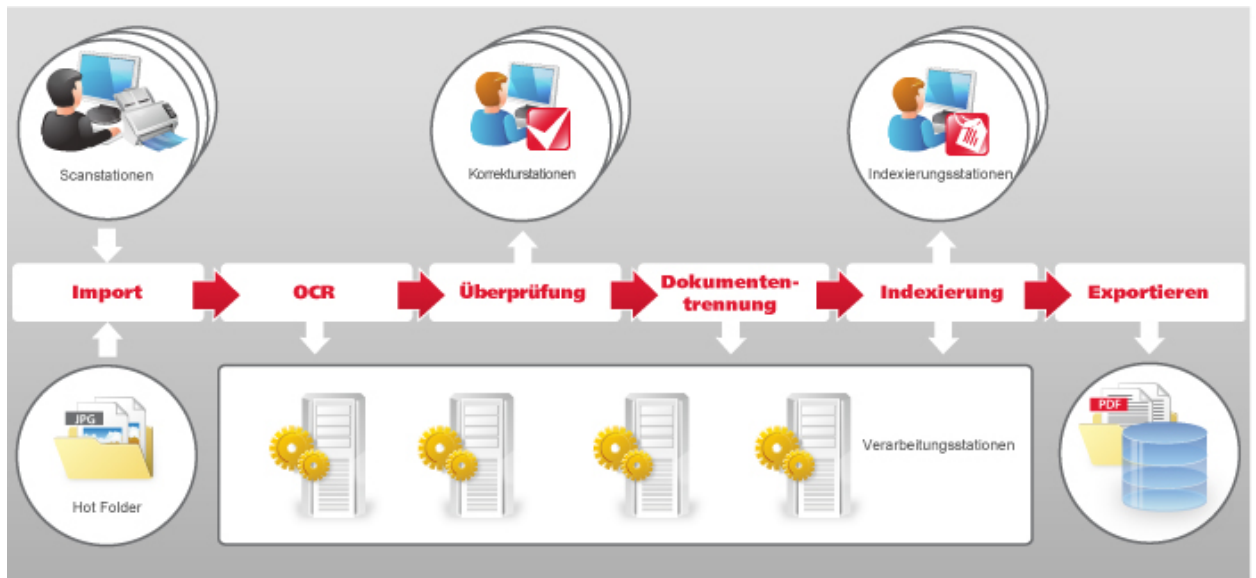 Scanstationen
Korrekturstationen
Indexierungsstationen
Import
OCR
Überprüfung
Dokumenten-
trennung
Indexierung
Exportieren
JPG
Hot Folder
Verarbeitungsstationen
PDF